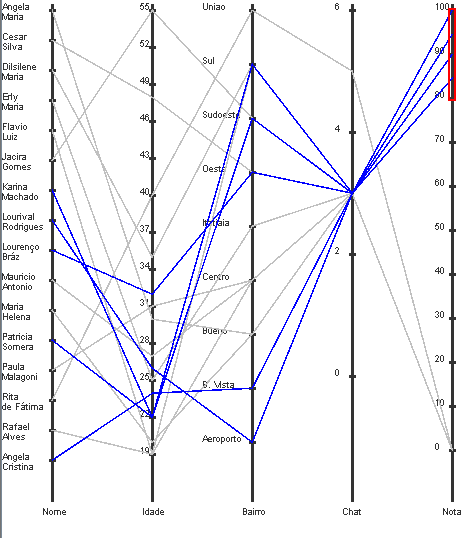 Angela
Maria
Cesar
Silva
Dilsilene
Maria
Erly
Maria
Flavio
Luiz
Jacira
Gomes
Karina
Machado
Lourival
Rodrigues
Lourenço
Bráz
Mauricio
Antonio
Maria
Helena
Patricia
Somera
Paula
Malagoni
Rita
de Fátima
Rafael
Alves
Angela
Cristina
55
52
49
46
43
40
37
34
31
28
25
22
19
Uniao
Sul
Sudoeste
Oeste
Centro
Bueno
B. Vista
Aeroporto
6
4
2
0
100
90
80
70
60
50
40
30
20
10
0
Nome Idade Bairro Chat Nota